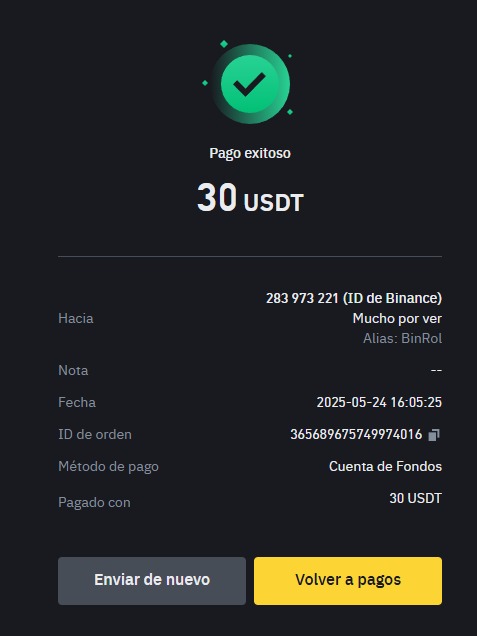 Pago exitoso
30 USDT
283 973 221 (ID de Binance)
Hacia
Mucho por ver
Alias: BinRol
Nota
--
Fecha
2025-05-24 16:05:25
ID de orden
365689675749974016
Método de pago
Cuenta de Fondos
Pagado con
30 USDT
Enviar de nuevo
Volver a pagos